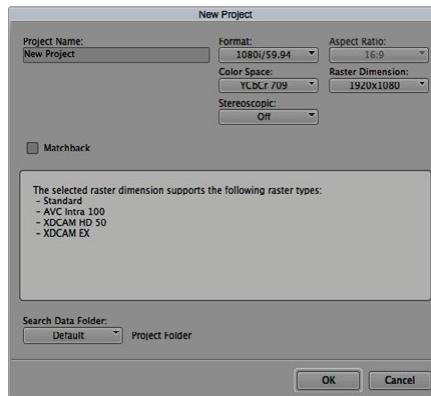 New Project
Project Name:
New Project
Format:
1080i/59.94
Aspect Ratio:
16:9
Color Space:
YCbCr 709
Raster Dimension:
1920x1080
Stereoscopic:
Off
Matchback
The selected raster dimension supports the following raster types:
- Standard
- AVC Intra 100
- XDCAM HD 50
- XDCAM EX
Search Data Folder:
Default
Project Folder
OK
Cancel